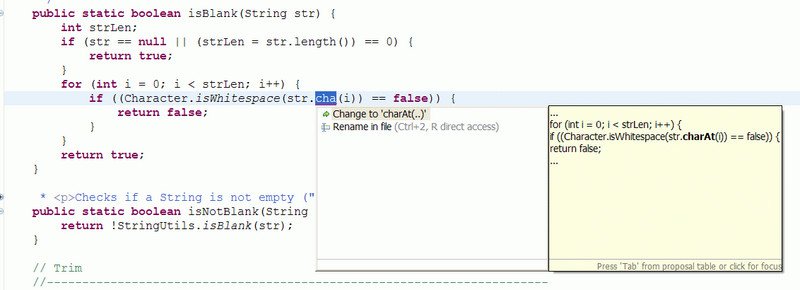 public static boolean isBlank(String str) {
int strLen;
if (str == null || (strLen = str.length()) == 0) {
return true;
}
for (int i = 0; i < strLen; i++) {
if ((Character.isWhitespace(str.cha(i)) == false)) {
return false;
}
}
return true;
}
* <p>Checks if a String is not empty ("
public static boolean isNotBlank(String
return !StringUtils.isBlank(str);
}
// Trim
//-----------------------------------------------------------------------
Change to 'charAt(..)'
Rename in file (Ctrl+2, R direct access)
...
for (int i = 0; i < strLen; i++) {
if ((Character.isWhitespace(str.charAt(i)) == false)) {
return false;
...
Press 'Tab' from proposal table or click for focus